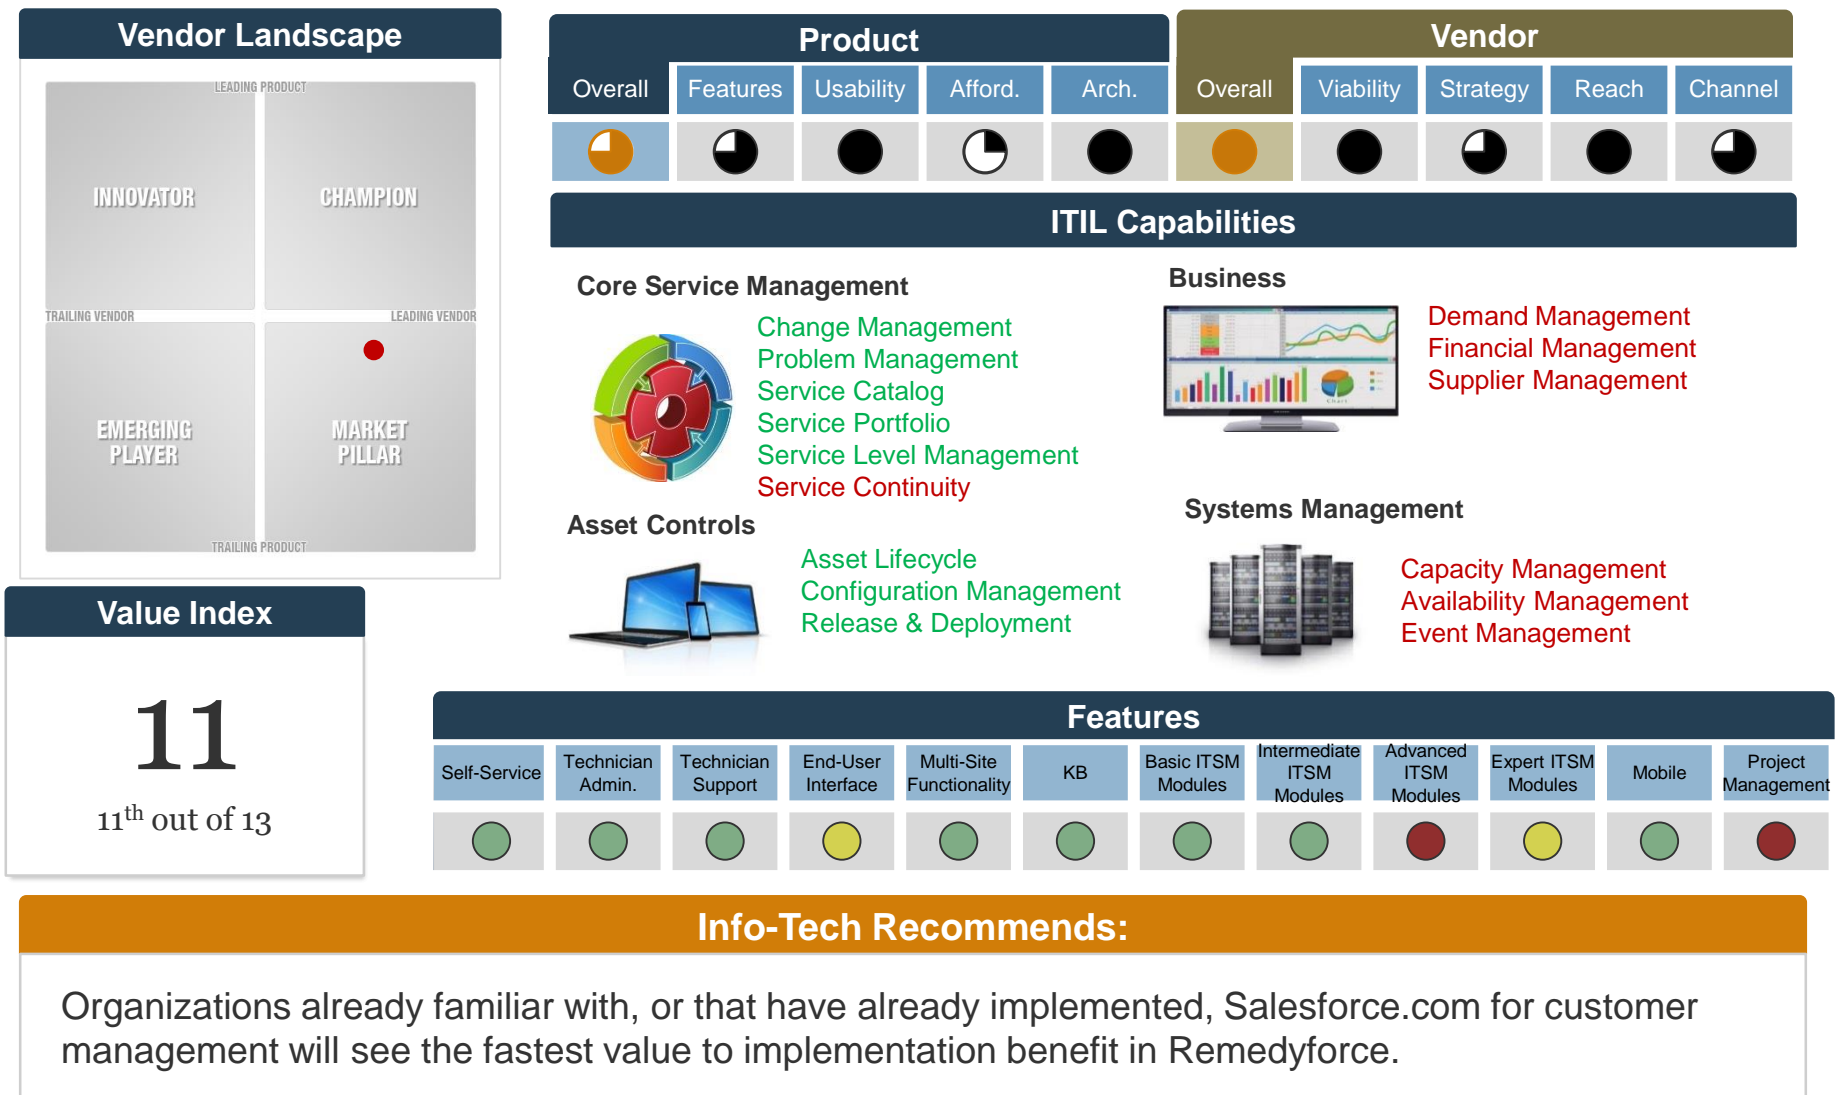 Vendor Landscape
LEADING PRODUCT
INNOVATOR
CHAMPION
TRAILING VENDOR
LEADING VENDOR
EMERGING
PLAYER
MARKET
PILLAR
TRAILING PRODUCT
Product
Vendor
Overall
Features
Usability
Afford.
Arch.
Overall
Viability
Strategy
Reach
Channel
ITIL Capabilities
Core Service Management
Change Management
Problem Management
Service Catalog
Service Portfolio
Service Level Management
Service Continuity
Business
Chart
Demand Management
Financial Management
Supplier Management
Asset Controls
Asset Lifecycle
Configuration Management
Release & Deployment
Systems Management
Capacity Management
Availability Management
Event Management
Value Index
11
11th out of 13
Features
Self-Service
Technician
Admin.
Technician
Support
End-User
Interface
Multi-Site
Functionality
KB
Basic ITSM
Modules
Intermediate
ITSM
Modules
Advanced
ITSM
Modules
Expert ITSM
Modules
Mobile
Project
Management
Info-Tech Recommends:
Organizations already familiar with, or that have already implemented, Salesforce.com for customer
management will see the fastest value to implementation benefit in Remedyforce.